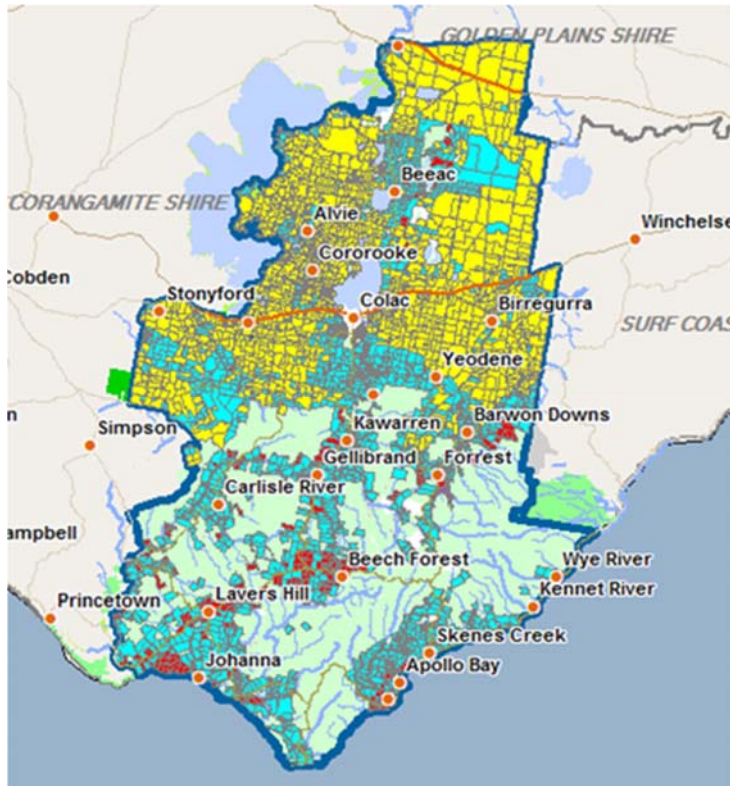 GOLDEN PLAINS SHIRE
Beeac
CORANGAMITE SHIRE
Alvie
Winchelse
Cororooke
Cobden
Stonyford
Colac
Birregurra
SURF COAS
Yeodene
Simpson
Kawarren
Barwon Downs
n
Gellibrand
Forrest
Carlisle River
ampbell
Beech Forest
Wye River
Princetown
Lavers Hill
Kennet River
Skenes Creek
Johanna
Apollo Bay